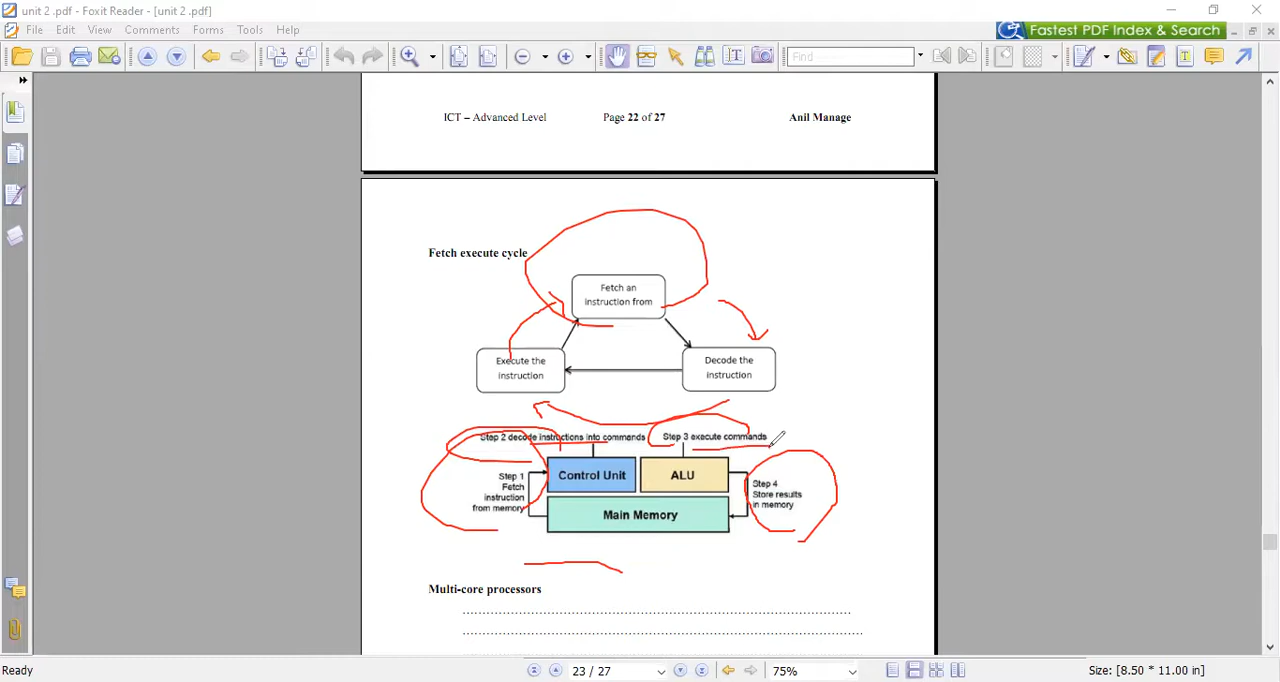 unit 2 .pdf - Foxit Reader - [unit 2 .pdf]
File Edit View Comments Forms Tools Help
Fastest PDF Index & Search
Find
ICT – Advanced Level Page 22 of 27 Anil Manage
Fetch execute cycle
Fetch an
instruction from
Execute the
instruction
Decode the
instruction
Step 2 decode instructions into commands
Step 3 execute commands
Step 1
Fetch
instruction
from memory
Control Unit
ALU
Main Memory
Step 4
Store results
in memory
Multi-core processors
Ready
23 / 27
75%
Size: [8.50 * 11.00 in]